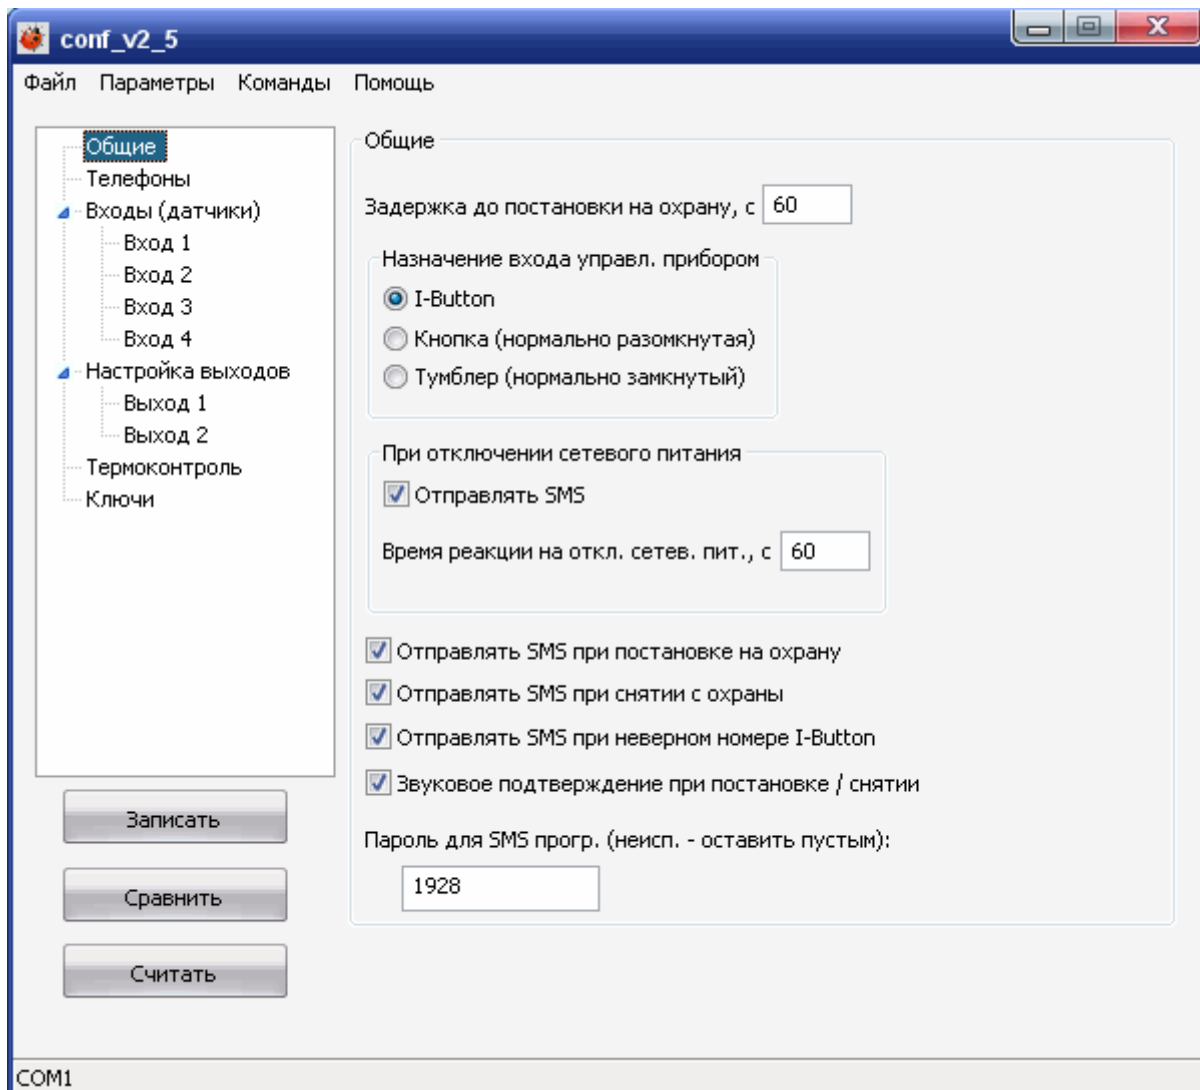 conf_v2_5
Файл Параметры Команды Помощь
Общие
Телефоны
Входы (датчики)
Вход 1
Вход 2
Вход 3
Вход 4
Настройка выходов
Выход 1
Выход 2
Термоконтроль
Ключи
Записать
Сравнить
Считать
Общие
Задержка до постановки на охрану, с 60
Назначение входа управл. прибором
I-Button
Кнопка (нормально разомкнутая)
Тумблер (нормально замкнутый)
При отключении сетевого питания
Отправлять SMS
Время реакции на откл. сетев. пит., с 60
Отправлять SMS при постановке на охрану
Отправлять SMS при снятии с охраны
Отправлять SMS при неверном номере I-Button
Звуковое подтверждение при постановке / снятии
Пароль для SMS прогр. (неисп. - оставить пустым):
1928
COM1